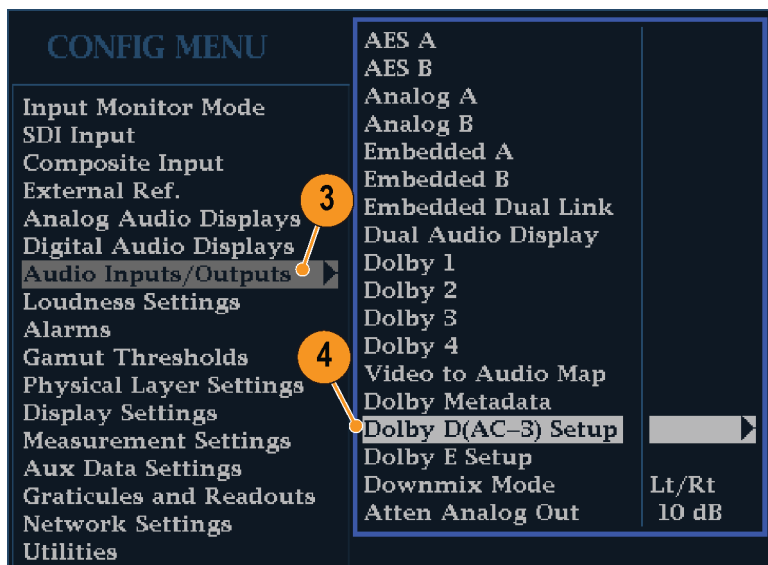 CONFIG MENU
Input Monitor Mode
SDI Input
Composite Input
External Ref.
Analog Audio Displays
Digital Audio Displays
Audio Inputs/Outputs
Loudness Settings
Alarms
Gamut Thresholds
Physical Layer Settings
Display Settings
Measurement Settings
Aux Data Settings
Graticules and Readouts
Network Settings
Utilities
3
4
AES A
AES B
Analog A
Analog B
Embedded A
Embedded B
Embedded Dual Link
Dual Audio Display
Dolby 1
Dolby 2
Dolby 3
Dolby 4
Video to Audio Map
Dolby Metadata
Dolby D(AC–3) Setup
Dolby E Setup
Downmix Mode Lt/Rt
Atten Analog Out 10 dB